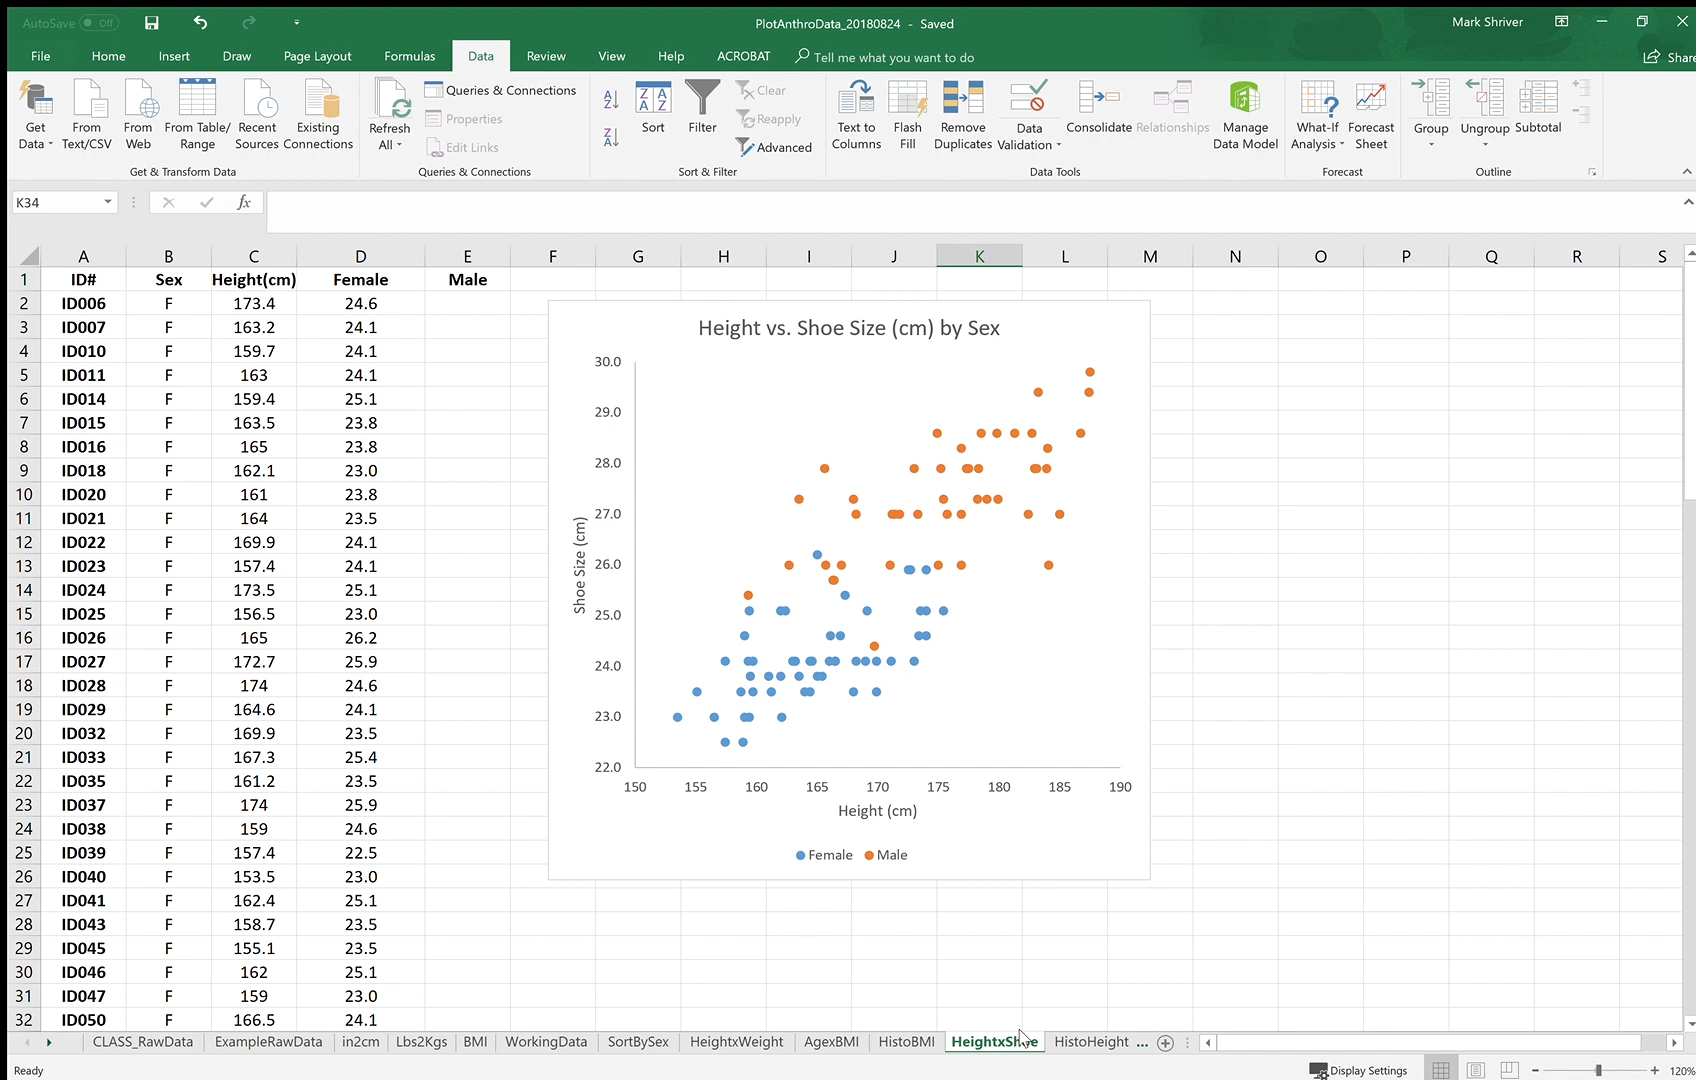 AutoSave Off
PlotAnthroData_20180824 - Saved
Mark Shriver
File Home Insert Draw Page Layout Formulas Data Review View Help ACROBAT Tell me what you want to do Share
Get Data
From Text/CSV
From Web
From Table/ Range
Recent Sources
Existing Connections
Get & Transform Data
Refresh All
Queries & Connections
Properties
Edit Links
Queries & Connections
Sort
Filter
Clear
Reapply
Advanced
Sort & Filter
Text to Columns
Flash Fill
Remove Duplicates
Data Validation
Consolidate
Relationships
Manage Data Model
Data Tools
What-If Analysis
Forecast Sheet
Forecast
Group
Ungroup
Subtotal
Outline
K34 fx
A B C D E F G H I J K L M N O P Q R S
1 ID# Sex Height(cm) Female Male
2 ID006 F 173.4 24.6
3 ID007 F 163.2 24.1
4 ID010 F 159.7 24.1
5 ID011 F 163 24.1
6 ID014 F 159.4 25.1
7 ID015 F 163.5 23.8
8 ID016 F 165 23.8
9 ID018 F 162.1 23.0
10 ID020 F 161 23.8
11 ID021 F 164 23.5
12 ID022 F 169.9 24.1
13 ID023 F 157.4 24.1
14 ID024 F 173.5 25.1
15 ID025 F 156.5 23.0
16 ID026 F 165 26.2
17 ID027 F 172.7 25.9
18 ID028 F 174 24.6
19 ID029 F 164.6 24.1
20 ID032 F 169.9 23.5
21 ID033 F 167.3 25.4
22 ID035 F 161.2 23.5
23 ID037 F 174 25.9
24 ID038 F 159 24.6
25 ID039 F 157.4 22.5
26 ID040 F 153.5 23.0
27 ID041 F 162.4 25.1
28 ID043 F 158.7 23.5
29 ID045 F 155.1 23.5
30 ID046 F 162 25.1
31 ID047 F 159 23.0
32 ID050 F 166.5 24.1
Height vs. Shoe Size (cm) by Sex
30.0
29.0
28.0
27.0
26.0
25.0
24.0
23.0
22.0
Shoe Size (cm)
150 155 160 165 170 175 180 185 190
Height (cm)
Female Male
CLASS_RawData ExampleRawData in2cm Lbs2Kgs BMI WorkingData SortBySex HeightxWeight AgexBMI HistoBMI HeightxShoe HistoHeight ...
Ready Display Settings 120%